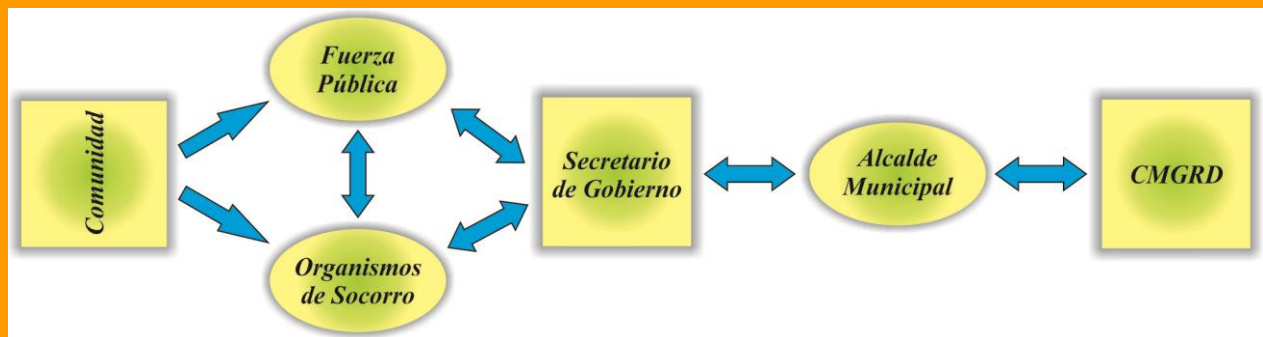 Comunidad
Fuerza
Pública
Organismos
de Socorro
Secretario
de Gobierno
Alcalde
Municipal
CMGRD